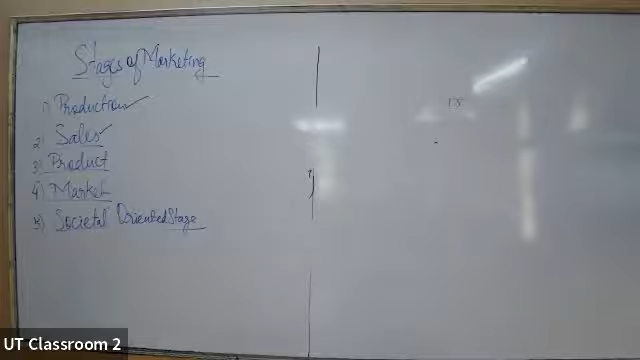 Stages of Marketing
1) Production ✓
2) Sales ✓
3) Product
4) Market
5) Societal Oriented Stage
UT Classroom 2